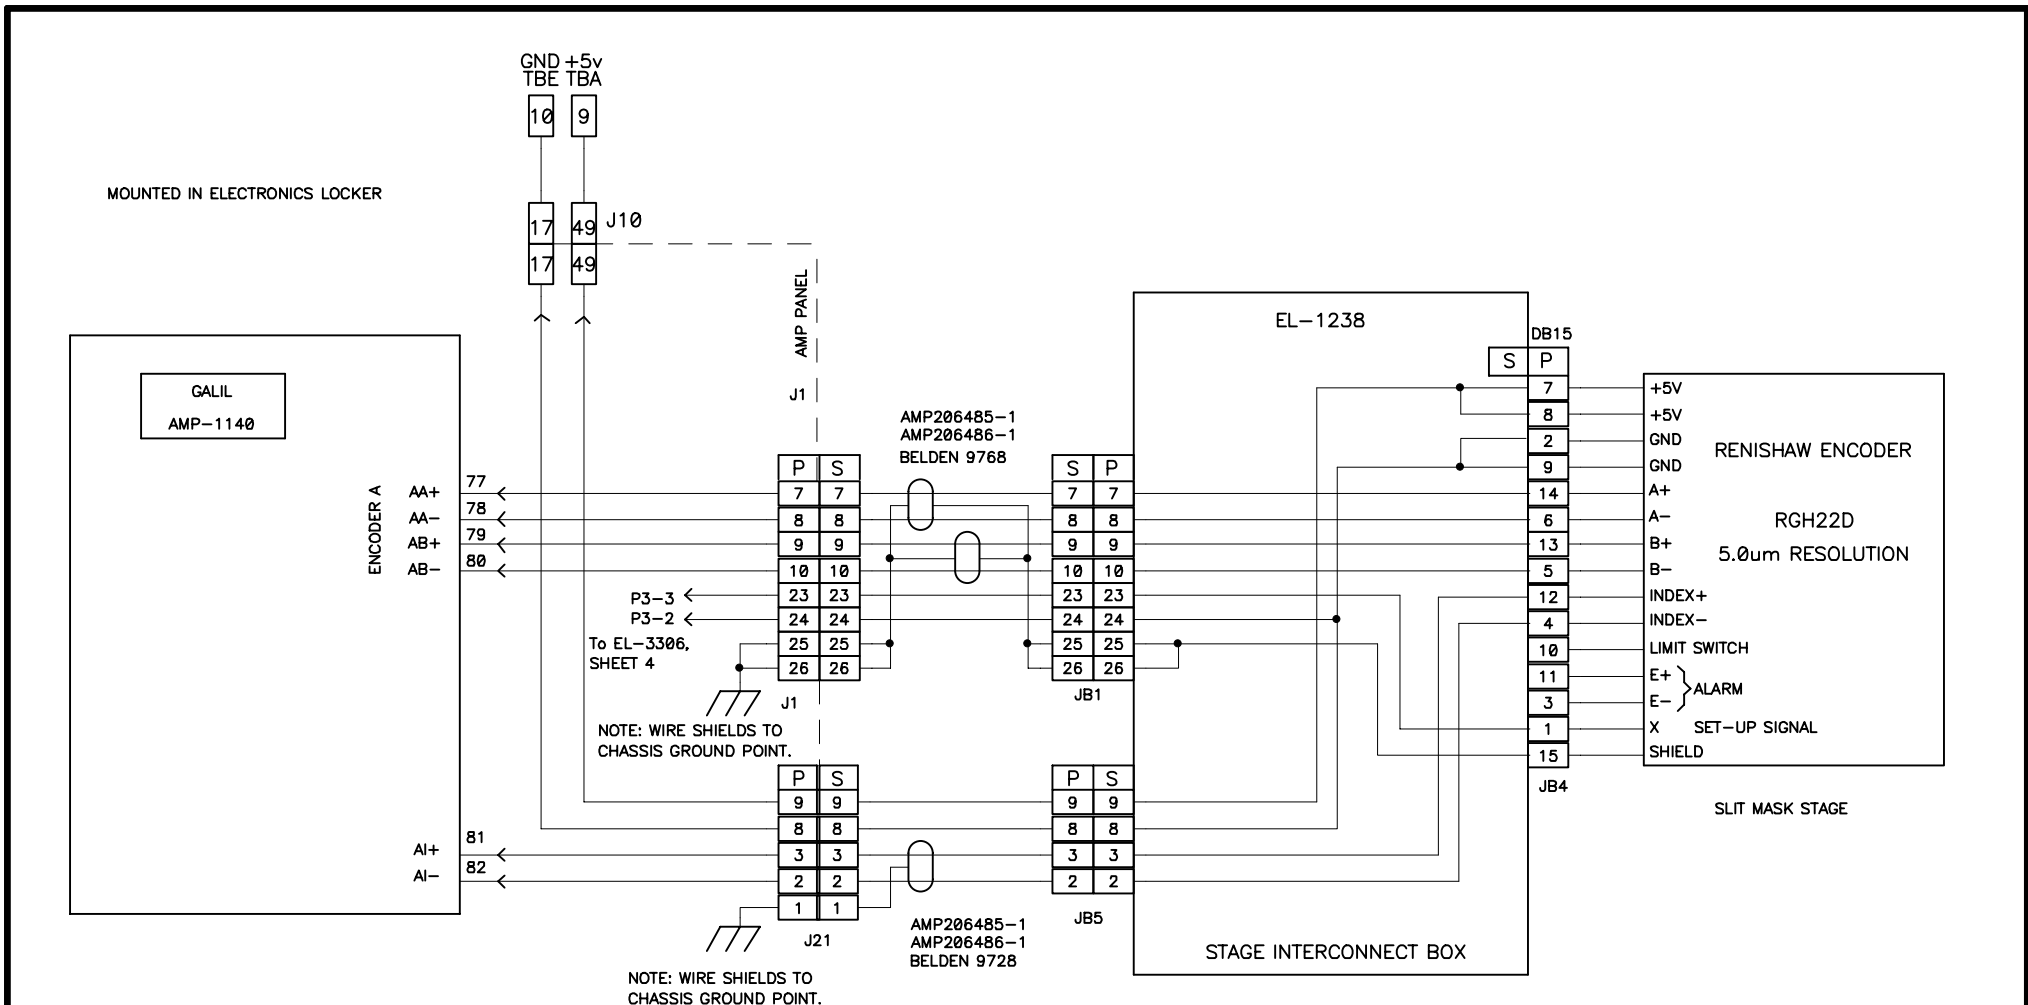 GND +5v
TBE TBA
10 9
MOUNTED IN ELECTRONICS LOCKER
17 49 J10
17 49
AMP PANEL
EL-1238
DB15
S P
GALIL
AMP-1140
J1
AMP206485-1
AMP206486-1
BELDEN 9768
7 +5V
8 +5V
2 GND
9 GND
14 A+
6 A-
13 B+
5 B-
12 INDEX+
4 INDEX-
10 LIMIT SWITCH
11 E+
3 E-
ALARM
1 X SET-UP SIGNAL
15 SHIELD
JB4
RENISHAW ENCODER
RGH22D
5.0um RESOLUTION
SLIT MASK STAGE
ENCODER A
AA+ 77
AA- 78
AB+ 79
AB- 80
P S
7 7
8 8
9 9
10 10
23 23
24 24
25 25
26 26
J1
P3-3
P3-2
To EL-3306,
SHEET 4
NOTE: WIRE SHIELDS TO
CHASSIS GROUND POINT.
S P
7 7
8 8
9 9
10 10
23 23
24 24
25 25
26 26
JB1
P S
9 9
8 8
3 3
2 2
1 1
J21
AI+ 81
AI- 82
P S
9 9
8 8
3 3
2 2
JB5
AMP206485-1
AMP206486-1
BELDEN 9728
STAGE INTERCONNECT BOX
NOTE: WIRE SHIELDS TO
CHASSIS GROUND POINT.